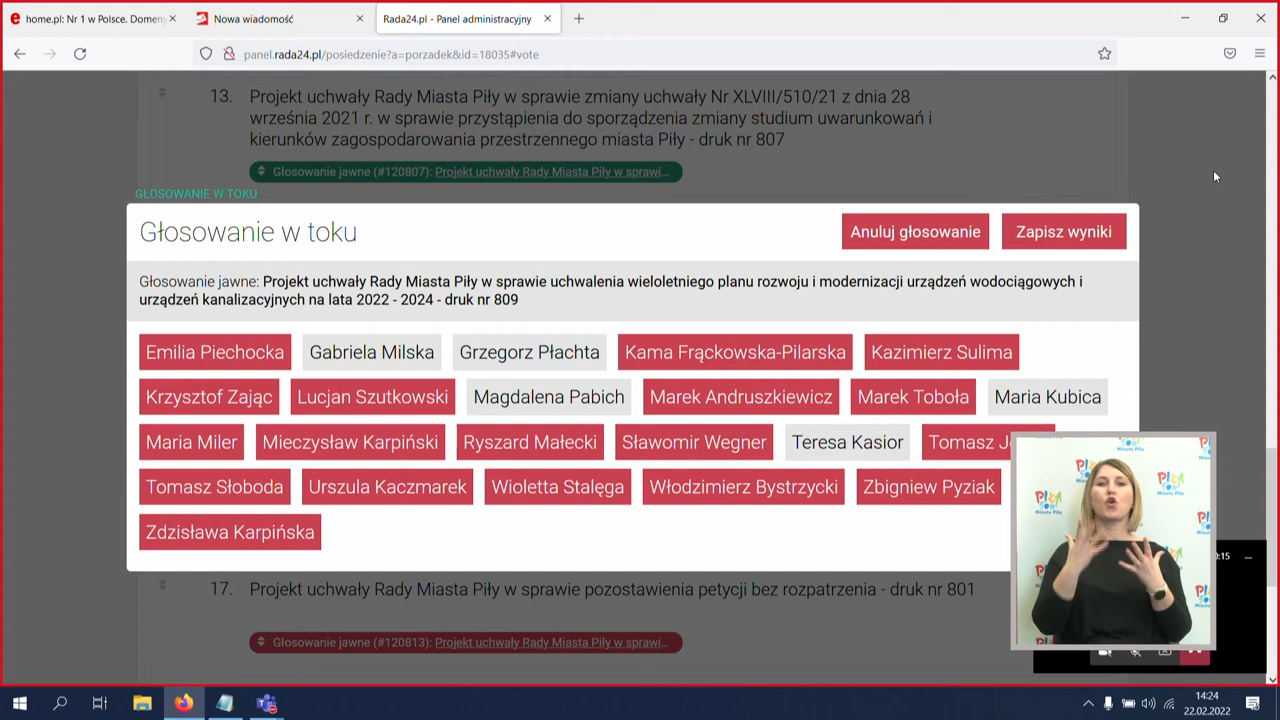 home.pl: Nr 1 w Polsce. Domeny
Nowa wiadomość
Rada24.pl - Panel administracyjny
panel.rada24.pl/posiedzenie?a=porzadek&id=18035#vote
13. Projekt uchwały Rady Miasta Piły w sprawie zmiany uchwały Nr XLVIII/510/21 z dnia 28
września 2021 r. w sprawie przystąpienia do sporządzenia zmiany studium uwarunkowań i
kierunków zagospodarowania przestrzennego miasta Piły - druk nr 807
Głosowanie jawne (#120807): Projekt uchwały Rady Miasta Piły w sprawi...
GŁOSOWANIE W TOKU
Głosowanie w toku
Anuluj głosowanie
Zapisz wyniki
Głosowanie jawne: Projekt uchwały Rady Miasta Piły w sprawie uchwalenia wieloletniego planu rozwoju i modernizacji urządzeń wodociągowych i
urządzeń kanalizacyjnych na lata 2022 - 2024 - druk nr 809
Emilia Piechocka Gabriela Milska Grzegorz Płachta Kama Frąckowska-Pilarska Kazimierz Sulima
Krzysztof Zając Lucjan Szutkowski Magdalena Pabich Marek Andruszkiewicz Marek Toboła Maria Kubica
Maria Miler Mieczysław Karpiński Ryszard Małecki Sławomir Wegner Teresa Kasior Tomasz
Tomasz Słoboda Urszula Kaczmarek Wioletta Stalęga Włodzimierz Bystrzycki Zbigniew Pyziak
Zdzisława Karpińska
17. Projekt uchwały Rady Miasta Piły w sprawie pozostawienia petycji bez rozpatrzenia - druk nr 801
Głosowanie jawne (#120813): Projekt uchwały Rady Miasta Piły w sprawi...
14:24
22.02.2022